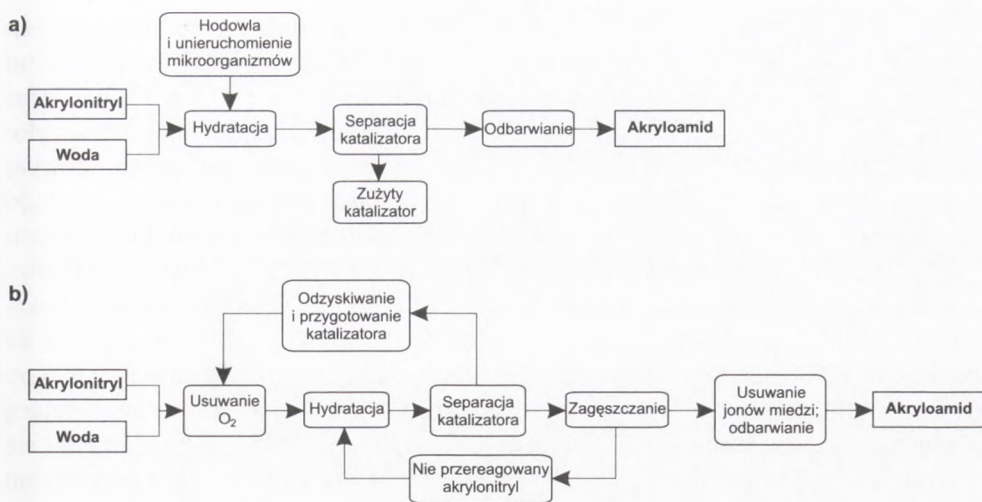 a)
Hodowla
i unieruchomienie
mikroorganizmów
Akrylonitryl
Woda
Hydratacja
Separacja
katalizatora
Odbarwianie
Akryloamid
Zużyty
katalizator
b)
Odzyskiwanie
i przygotowanie
katalizatora
Akrylonitryl
Woda
Usuwanie
O₂
Hydratacja
Separacja
katalizatora
Zagęszczanie
Usuwanie
jonów miedzi;
odbarwianie
Akryloamid
Nie przereagowany
akrylonitryl